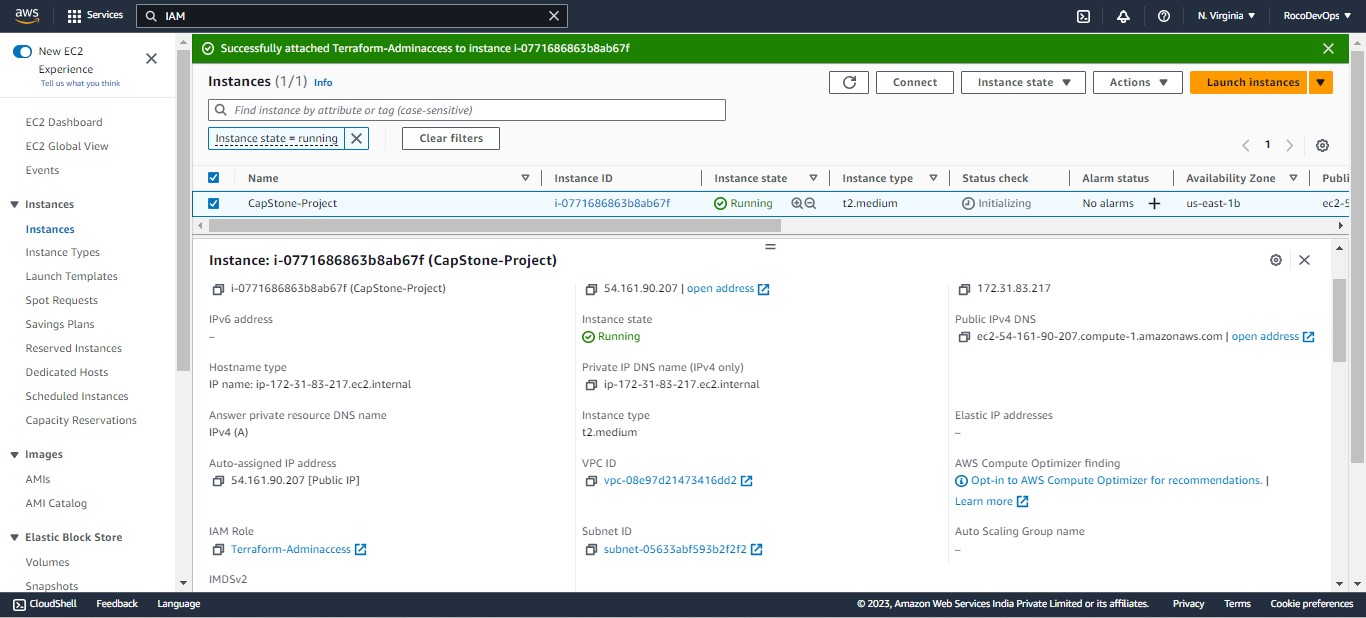 aws Services IAM N. Virginia RocoDevOps
New EC2 Experience
Tell us what you think
EC2 Dashboard
EC2 Global View
Events
Instances
Instances
Instance Types
Launch Templates
Spot Requests
Savings Plans
Reserved Instances
Dedicated Hosts
Scheduled Instances
Capacity Reservations
Images
AMIs
AMI Catalog
Elastic Block Store
Volumes
Snapshots
Successfully attached Terraform-Adminaccess to instance i-0771686863b8ab67f
Instances (1/1) Info Connect Instance state Actions Launch instances
Find instance by attribute or tag (case-sensitive)
Instance state = running Clear filters
1
Name Instance ID Instance state Instance type Status check Alarm status Availability Zone Publi
CapStone-Project i-0771686863b8ab67f Running t2.medium Initializing No alarms + us-east-1b ec2-5
Instance: i-0771686863b8ab67f (CapStone-Project)
i-0771686863b8ab67f (CapStone-Project) 54.161.90.207 | open address 172.31.83.217
IPv6 address Instance state Public IPv4 DNS
– Running ec2-54-161-90-207.compute-1.amazonaws.com | open address
Hostname type Private IP DNS name (IPv4 only)
IP name: ip-172-31-83-217.ec2.internal ip-172-31-83-217.ec2.internal
Answer private resource DNS name Instance type Elastic IP addresses
IPv4 (A) t2.medium –
Auto-assigned IP address VPC ID AWS Compute Optimizer finding
54.161.90.207 [Public IP] vpc-08e97d21473416dd2 Opt-in to AWS Compute Optimizer for recommendations. |
Learn more
IAM Role Subnet ID Auto Scaling Group name
Terraform-Adminaccess subnet-05633abf593b2f2f2 –
IMDSv2
CloudShell Feedback Language © 2023, Amazon Web Services India Private Limited or its affiliates. Privacy Terms Cookie preferences